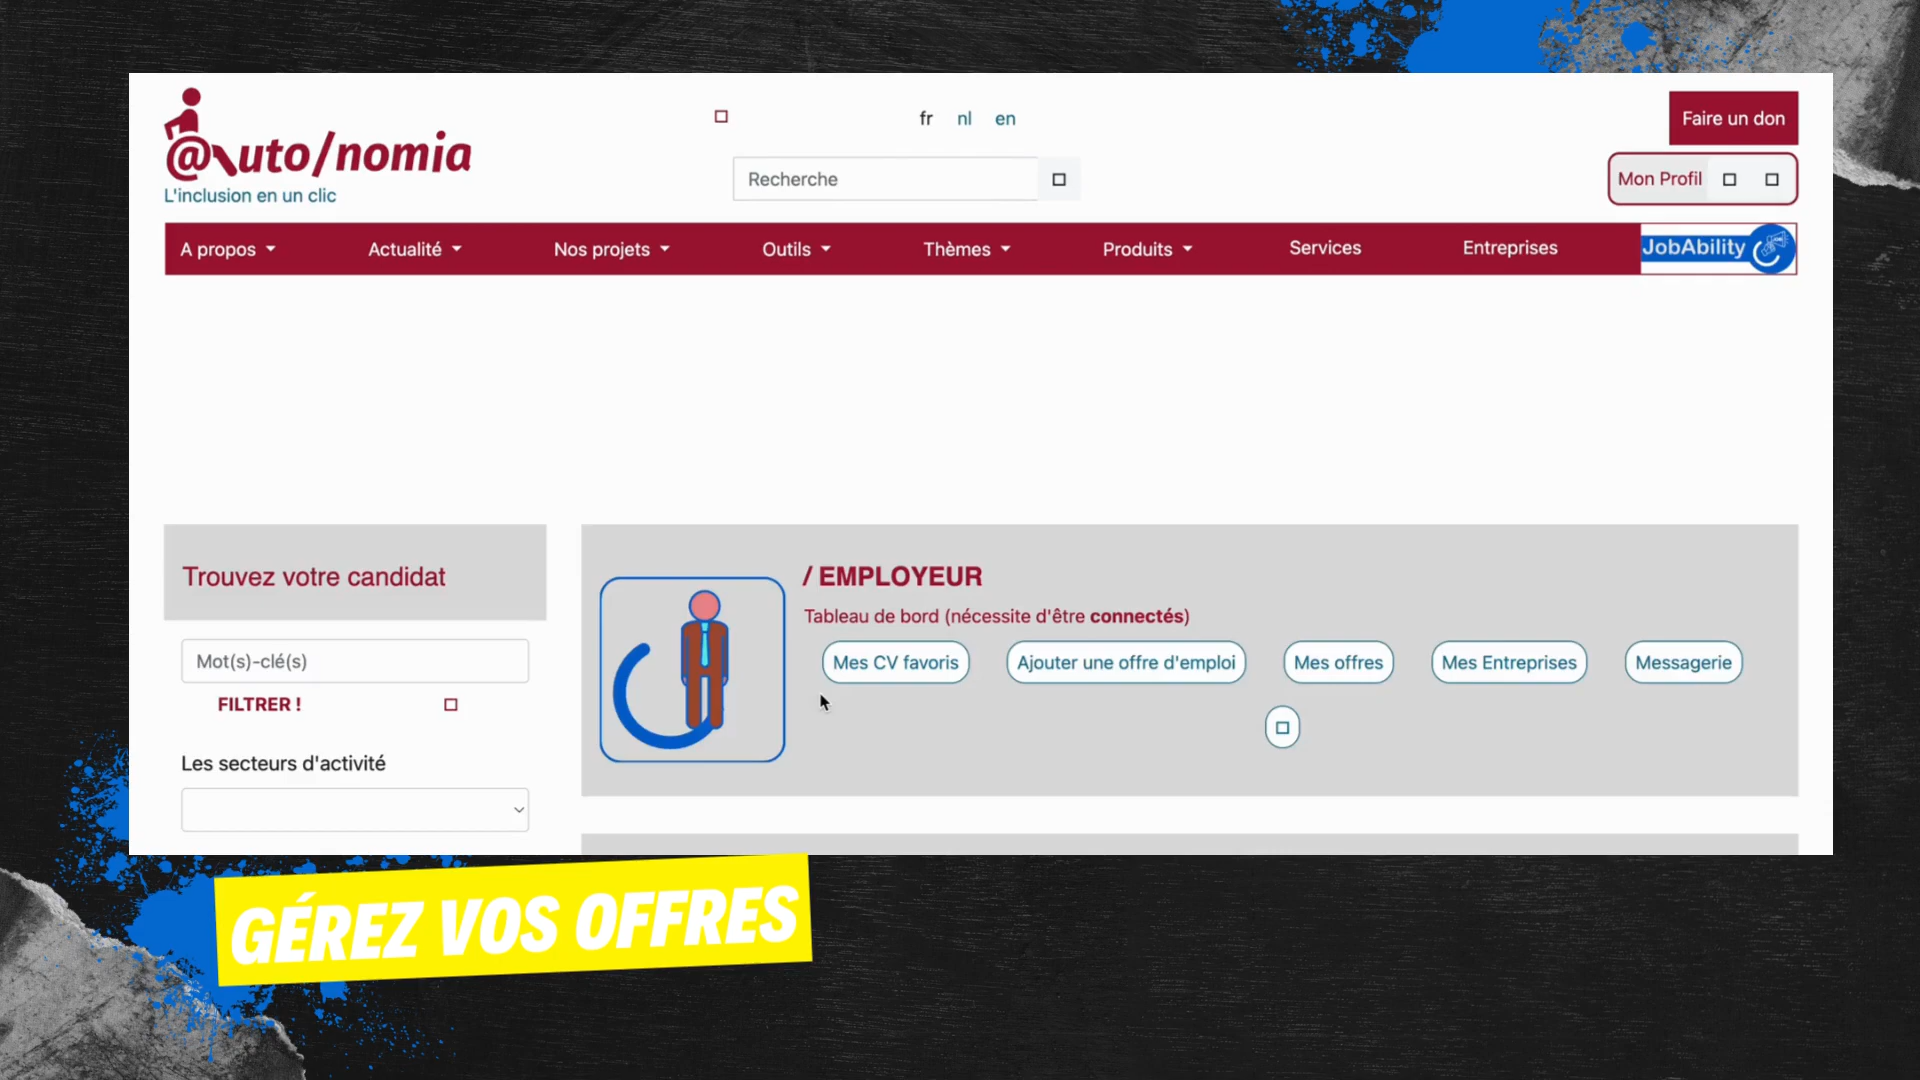 @uto/nomia
L'inclusion en un clic
fr nl en
Recherche
Faire un don
Mon Profil
A propos Actualité Nos projets Outils Thèmes Produits Services Entreprises JobAbility
Trouvez votre candidat
Mot(s)-clé(s)
FILTRER !
Les secteurs d'activité
/ EMPLOYEUR
Tableau de bord (nécessite d'être connectés)
Mes CV favoris Ajouter une offre d'emploi Mes offres Mes Entreprises Messagerie
GÉREZ VOS OFFRES